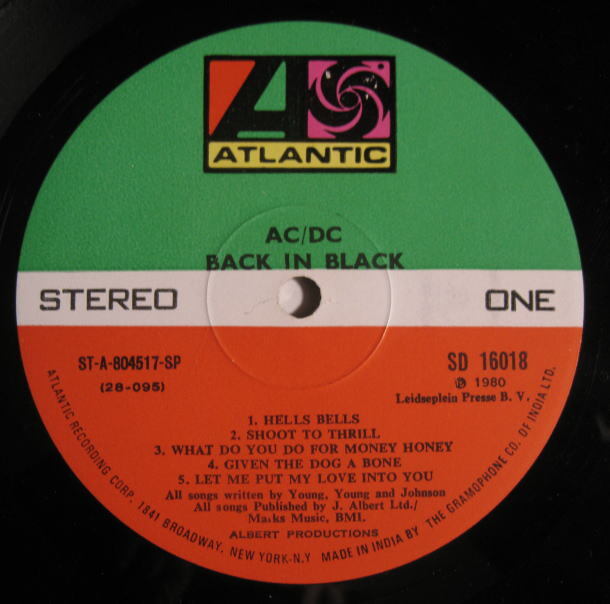 ATLANTIC
AC/DC
BACK IN BLACK
STEREO
ONE
ST-A-804517-SP
(28-095)
SD 16018
Ⓟ 1980
Leidseplein Presse B. V.
1. HELLS BELLS
2. SHOOT TO THRILL
3. WHAT DO YOU DO FOR MONEY HONEY
4. GIVEN THE DOG A BONE
5. LET ME PUT MY LOVE INTO YOU
All songs written by Young, Young and Johnson
All songs Published by J. Albert Ltd./
Marks Music, BMI.
ALBERT PRODUCTIONS
ATLANTIC RECORDING CORP. 1841 BROADWAY, NEW YORK-N.Y MADE IN INDIA BY THE GRAMOPHONE CO. OF INDIA LTD.